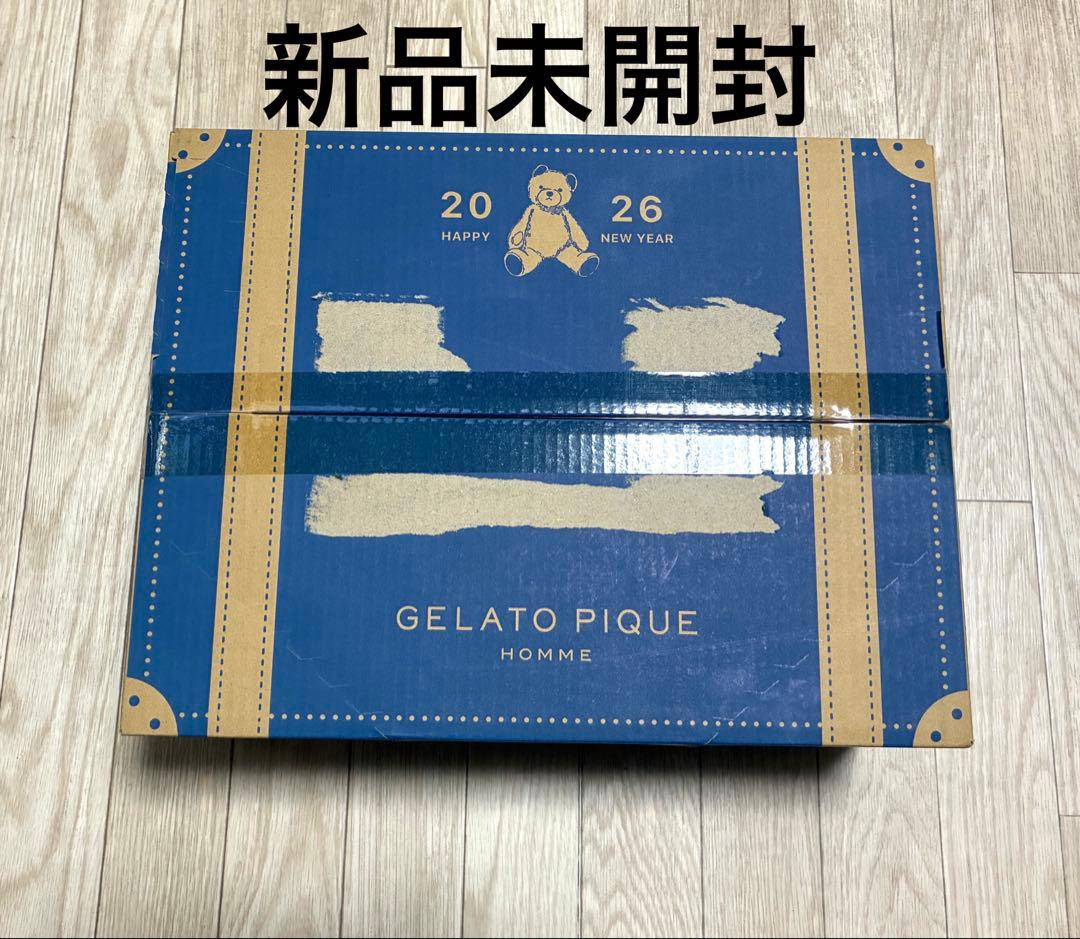 新品未開封
20 26
HAPPY NEW YEAR
GELATO PIQUE
HOMME